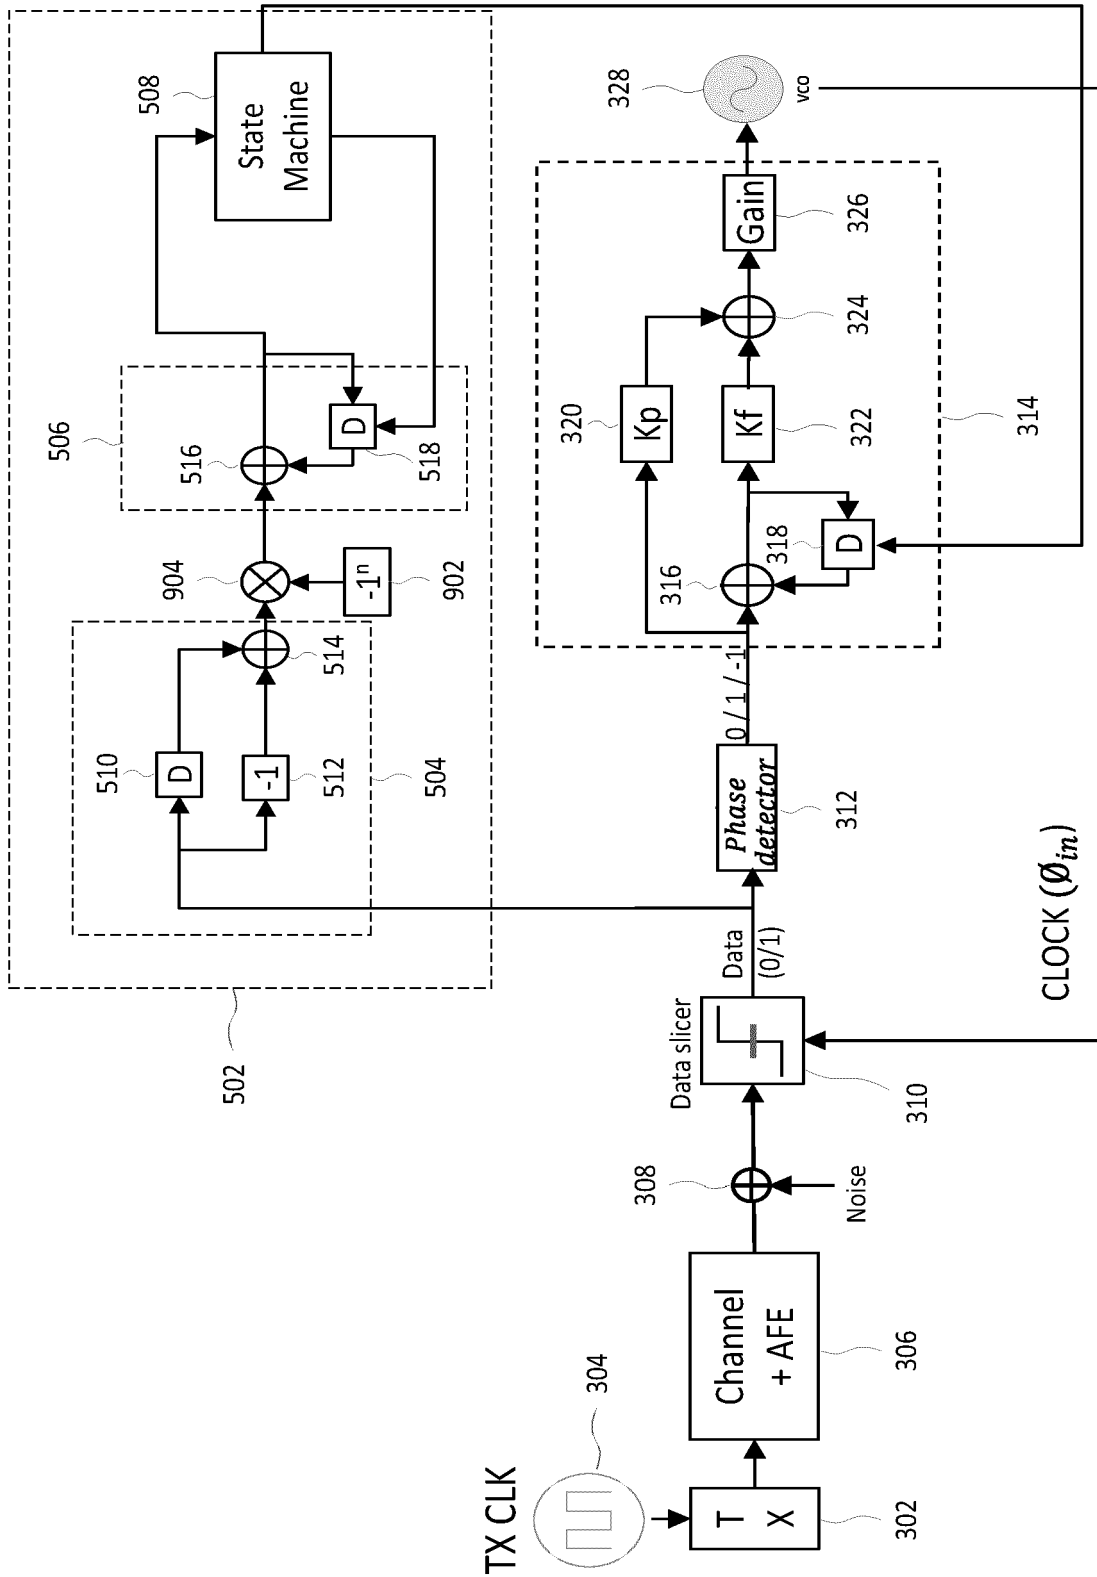 TX CLK
304
T X
302
Channel
+ AFE
306
308
Noise
Data slicer
310
Data
(0/1)
CLOCK (Ø_in)
Phase
detector
312
0 / 1 / -1
316
D
318
Kp
320
Kf
322
324
Gain
326
314
328
vco
502
504
D
510
-1
512
514
904
-1^n
902
506
516
D
518
State
Machine
508